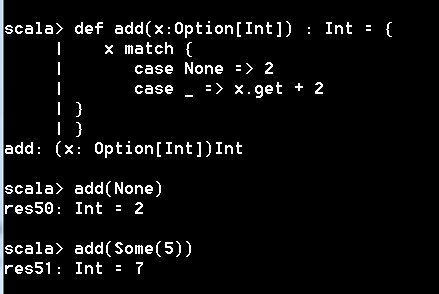 scala> def add(x:Option[Int]) : Int = {
     |     x match {
     |        case None => 2
     |        case _ => x.get + 2
     | }
     | }
add: (x: Option[Int])Int
scala> add(None)
res50: Int = 2
scala> add(Some(5))
res51: Int = 7